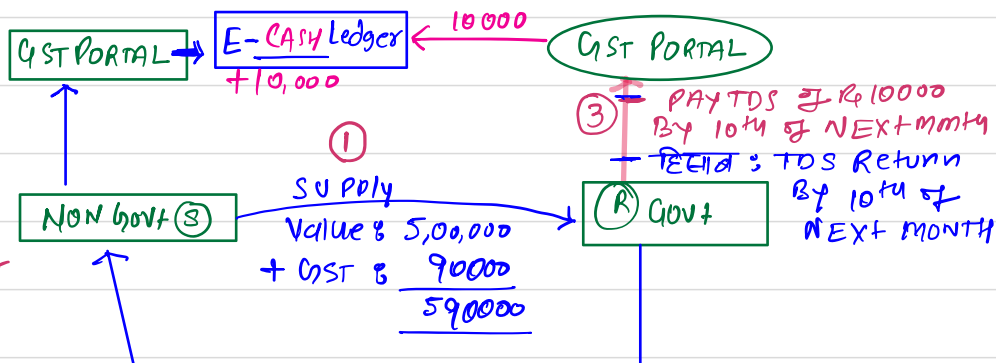 GST PORTAL
E-CASH Ledger
+10,000
10000
GST PORTAL
3
PAY TDS of Rs 10000
By 10th of NEXT month
हिसाब : TDS Return
By 10th of
NEXT MONTH
1
SUPPly
NON Govt S
Value : 5,00,000
+ GST : 90000
590000
R Govt